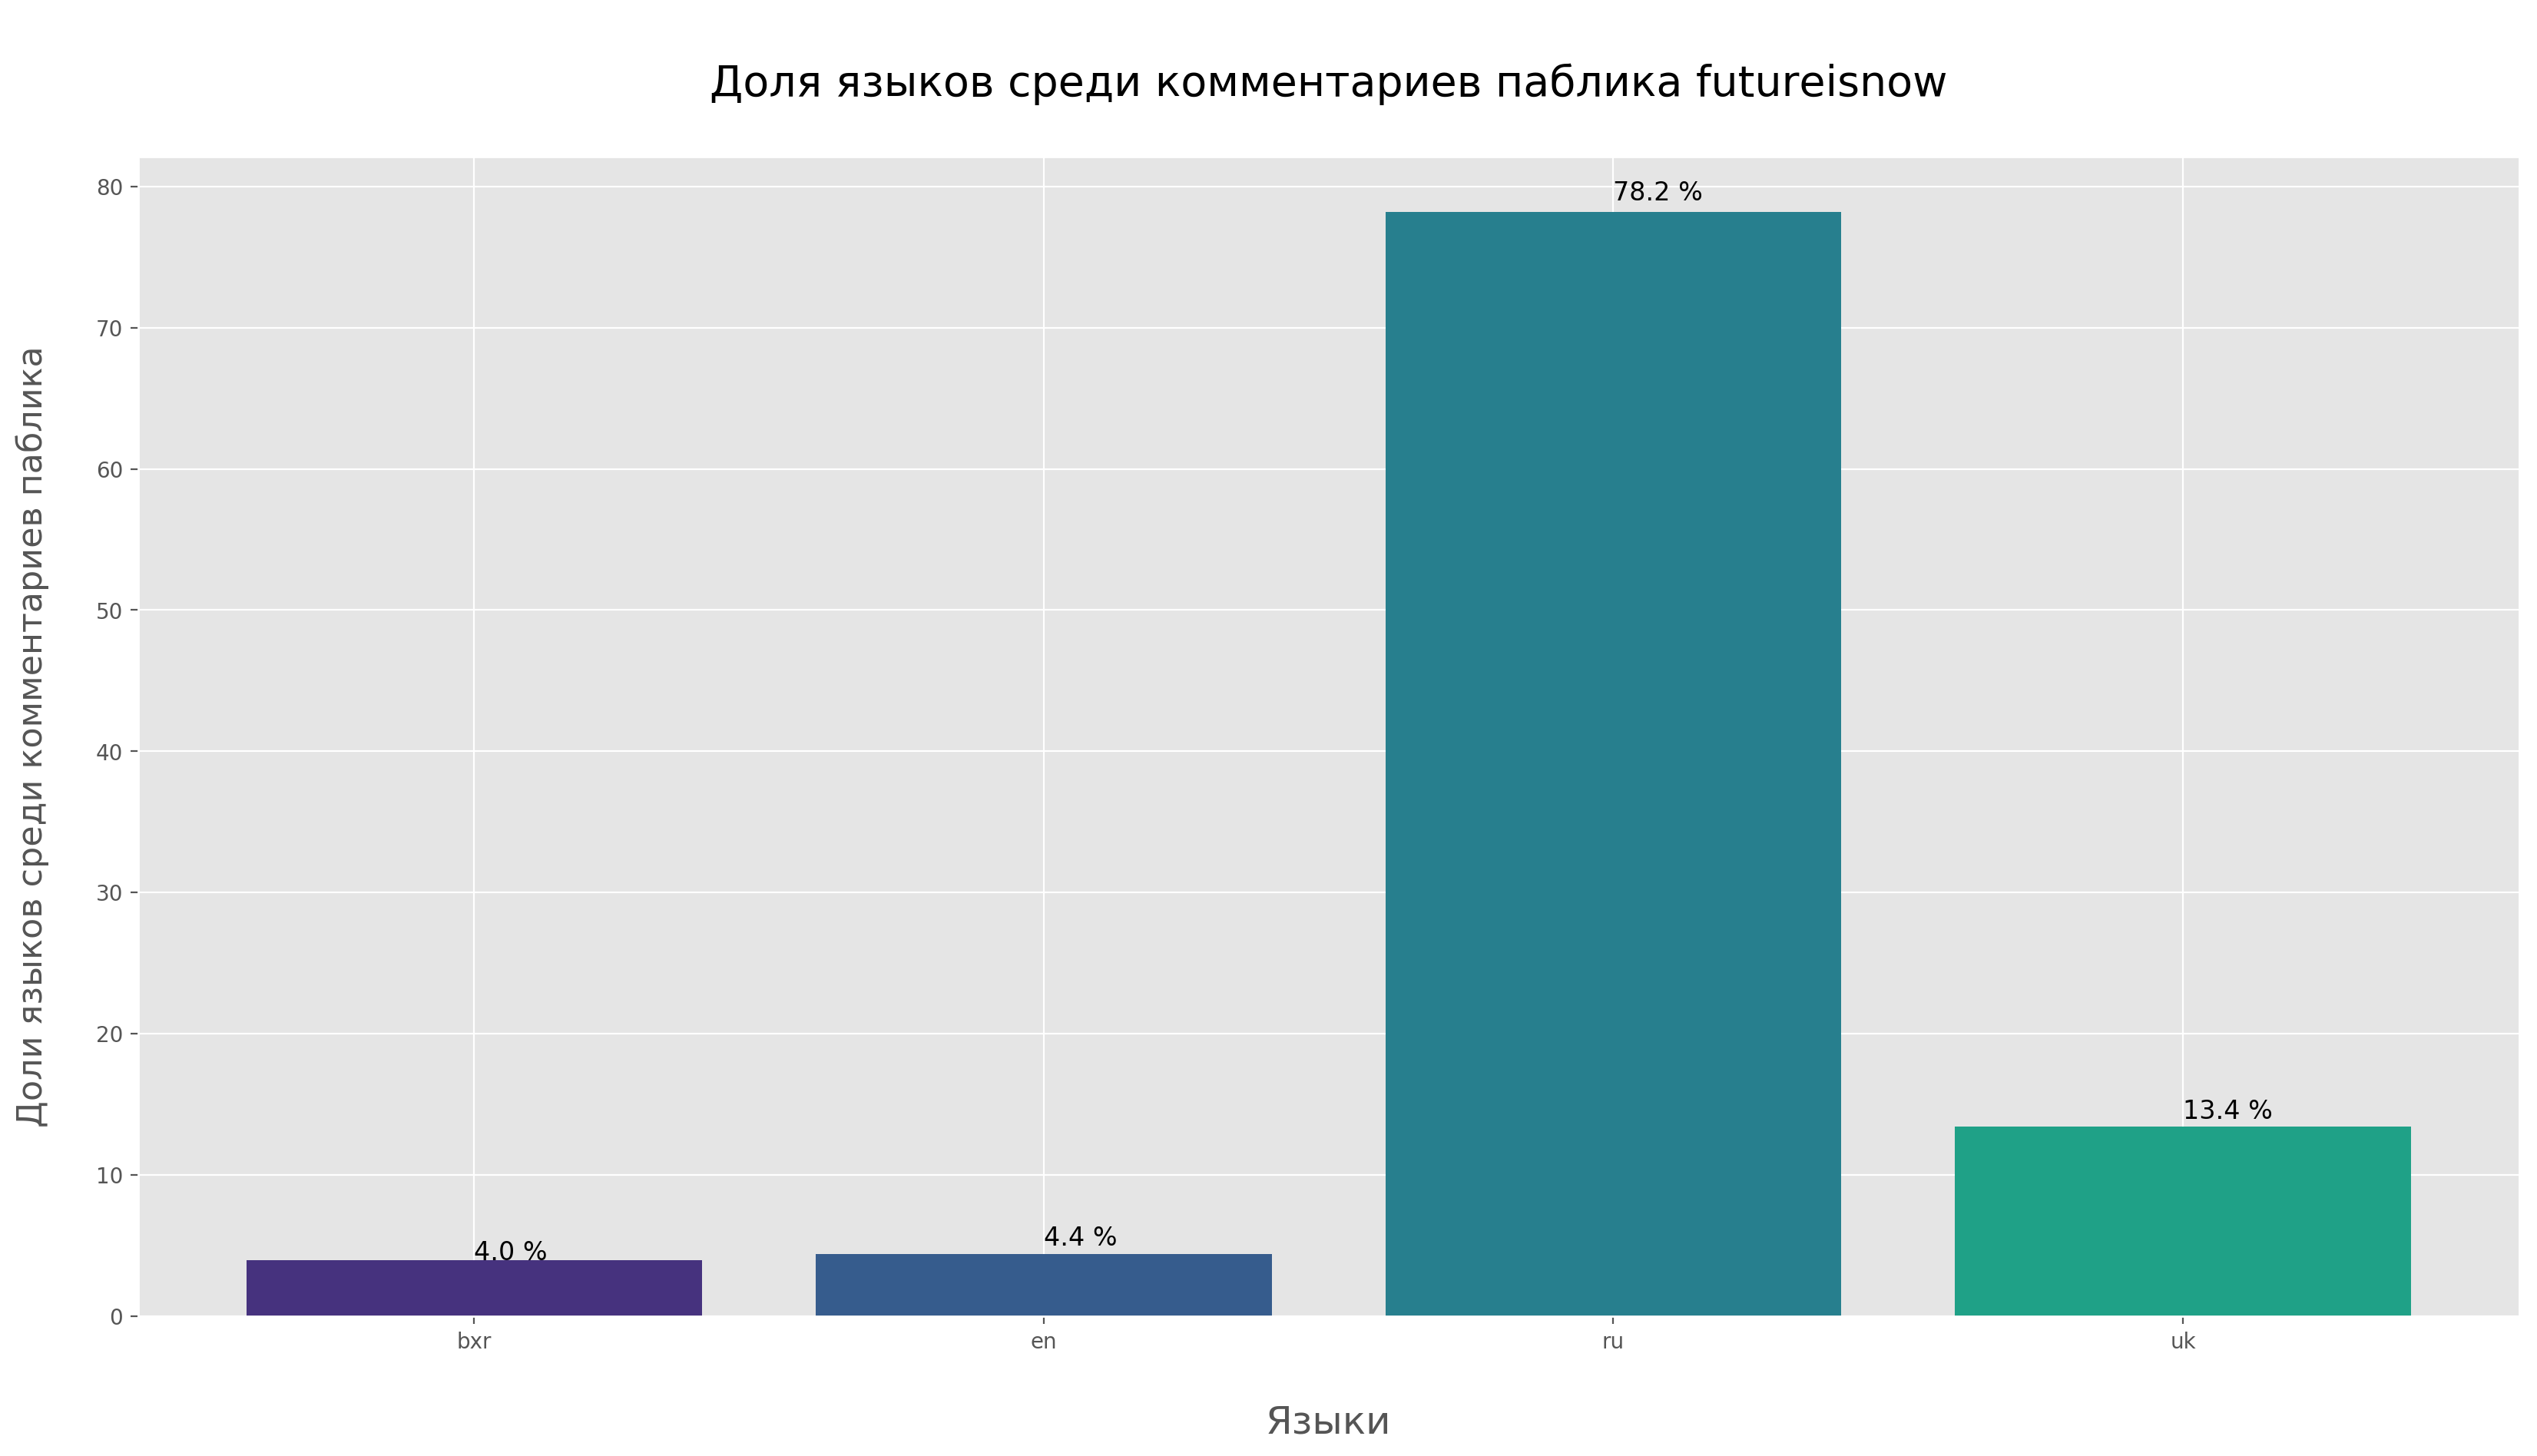 Доля языков среди комментариев паблика futureisnow
Доли языков среди комментариев паблика
80
70
60
50
40
30
20
10
0
4.0 %
4.4 %
78.2 %
13.4 %
bxr
en
ru
uk
Языки